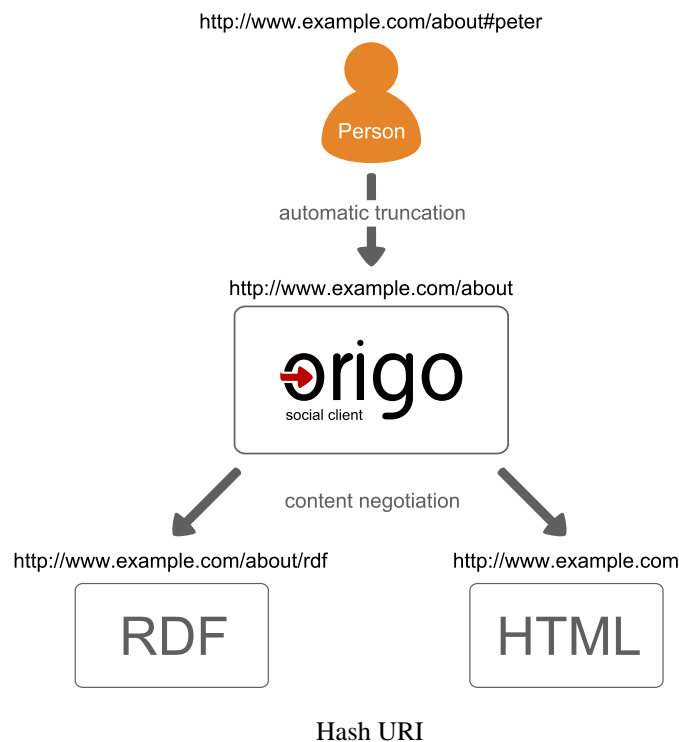 http://www.example.com/about#peter
Person
automatic truncation
http://www.example.com/about
origo
social client
content negotiation
http://www.example.com/about/rdf
http://www.example.com
RDF
HTML
Hash URI